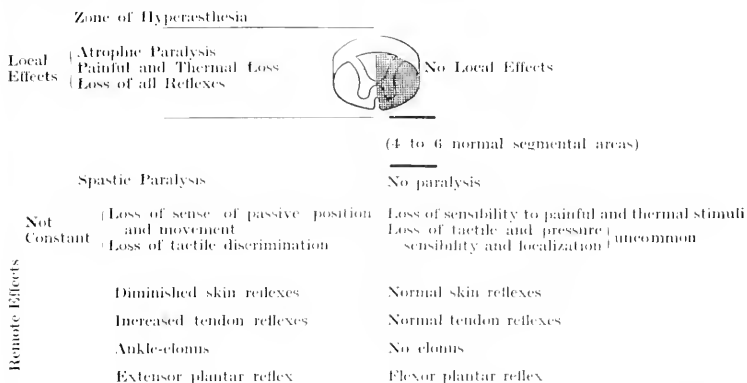 Zone of Hyperæsthesia
Local Effects
Atrophic Paralysis
Painful and Thermal Loss
Loss of all Reflexes
No Local Effects
(4 to 6 normal segmental areas)
Spastic Paralysis
No paralysis
Not Constant
Loss of sense of passive position and movement
Loss of tactile discrimination
Loss of sensibility to painful and thermal stimuli
Loss of tactile and pressure sensibility and localization
uncommon
Remote Effects
Diminished skin reflexes
Normal skin reflexes
Increased tendon reflexes
Normal tendon reflexes
Ankle-clonus
No clonus
Extensor plantar reflex
Flexor plantar reflex